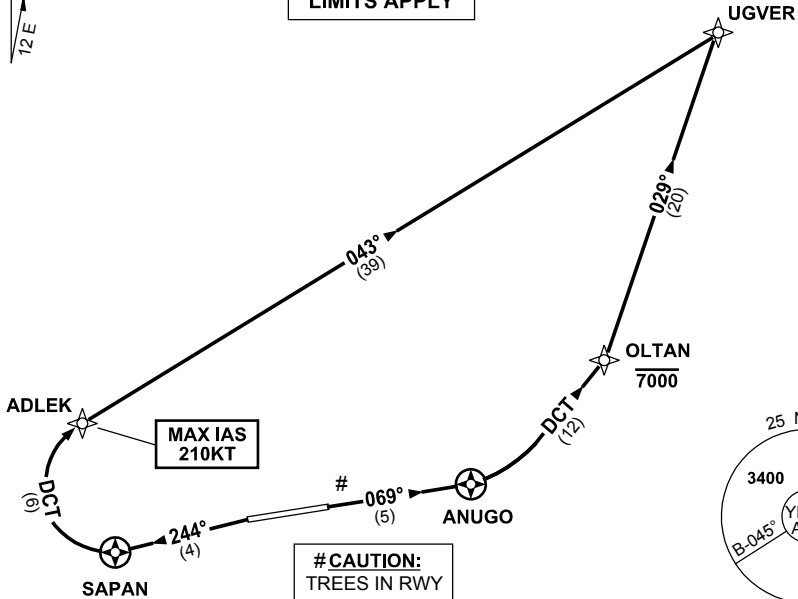 LIMITS APPLY
UGVER
12 E
029°
(20)
043°
(39)
OLTAN
7000
ADLEK
MAX IAS
210KT
DCT
(12)
25
3400
DCT
(6)
#
069°
(5)
ANUGO
244°
(4)
B-045°
SAPAN
#CAUTION:
TREES IN RWY